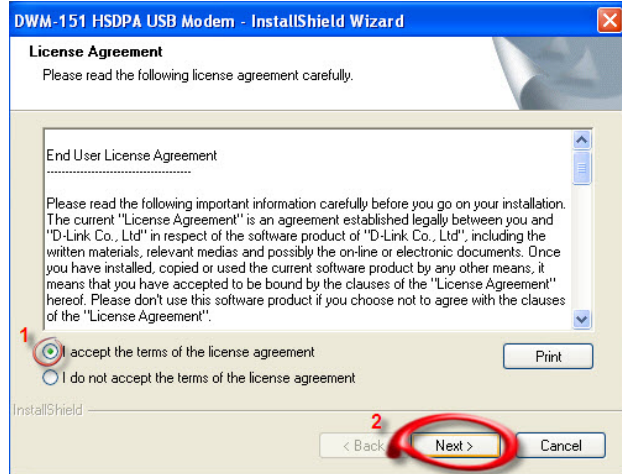 DWM-151 HSDPA USB Modem - InstallShield Wizard
License Agreement
Please read the following license agreement carefully.
End User License Agreement
---------------------------------------
Please read the following important information carefully before you go on your installation.
The current "License Agreement" is an agreement established legally between you and
"D-Link Co., Ltd" in respect of the software product of "D-Link Co., Ltd", including the
written materials, relevant medias and possibly the on-line or electronic documents. Once
you have installed, copied or used the current software product by any other means, it
means that you have accepted to be bound by the clauses of the "License Agreement"
hereof. Please don't use this software product if you choose not to agree with the clauses
of the "License Agreement".
1
I accept the terms of the license agreement
Print
I do not accept the terms of the license agreement
InstallShield
2
< Back
Next >
Cancel